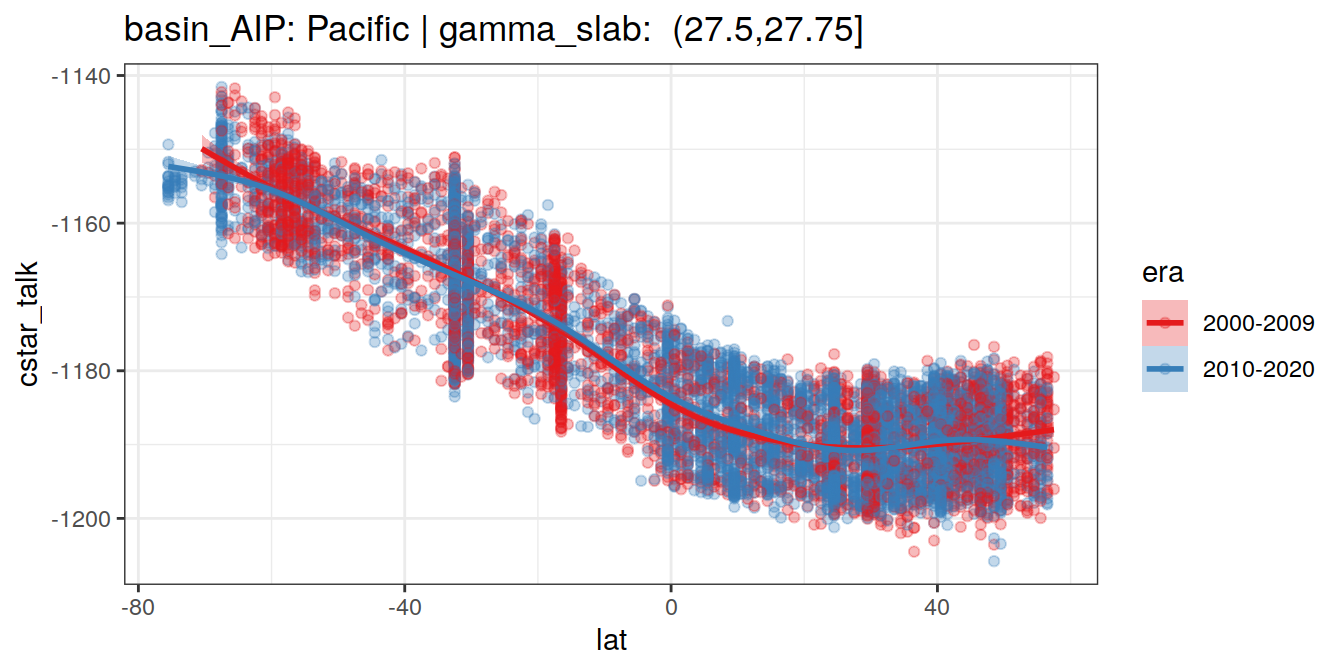 basin_AIP: Pacific | gamma_slab:  (27.5,27.75]
-1140
-1160
-1180
-1200
cstar_talk
-80
-40
0
40
lat
era
2000-2009
2010-2020